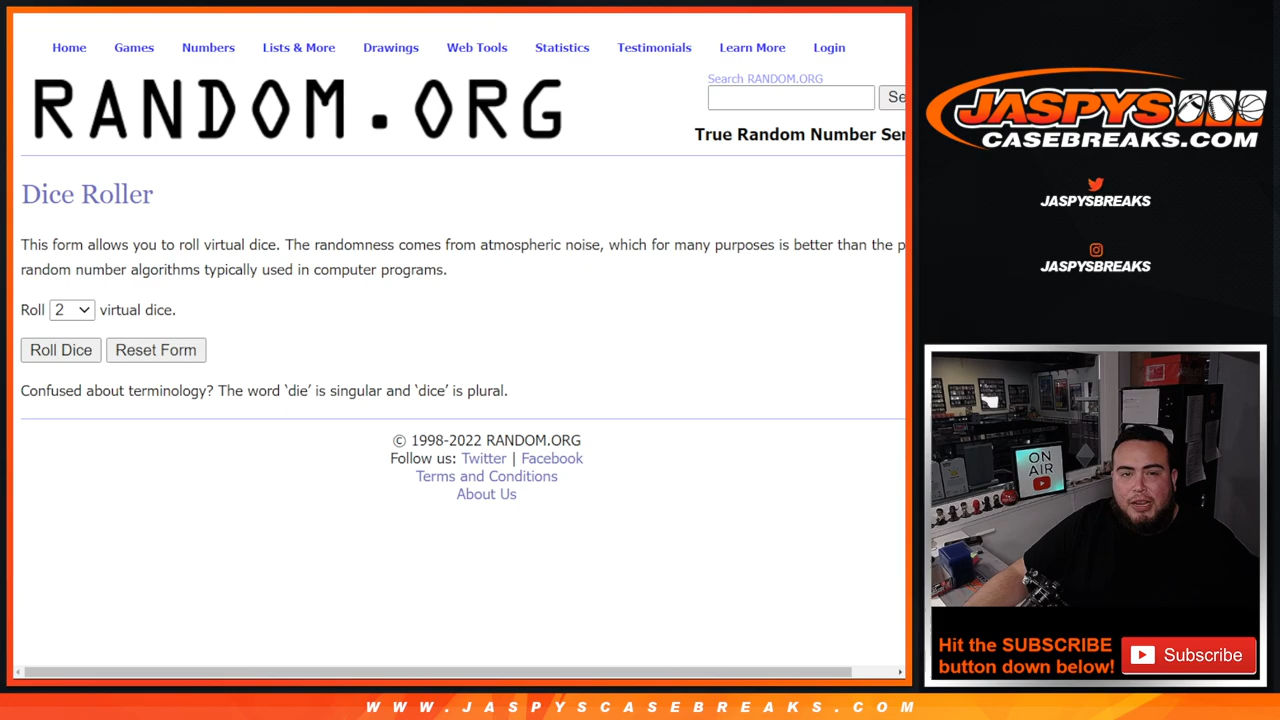 Home Games Numbers Lists & More Drawings Web Tools Statistics Testimonials Learn More Login
RANDOM.ORG
Search RANDOM.ORG
Se
True Random Number Ser
Dice Roller
This form allows you to roll virtual dice. The randomness comes from atmospheric noise, which for many purposes is better than the p
random number algorithms typically used in computer programs.
Roll 2 virtual dice.
Roll Dice Reset Form
Confused about terminology? The word ‘die’ is singular and ‘dice’ is plural.
© 1998-2022 RANDOM.ORG
Follow us: Twitter | Facebook
Terms and Conditions
About Us
JASPYS
CASEBREAKS.COM
JASPYSBREAKS
JASPYSBREAKS
ON
AIR
Hit the SUBSCRIBE
button down below!
Subscribe
WWW.JASPYSCASEBREAKS.COM